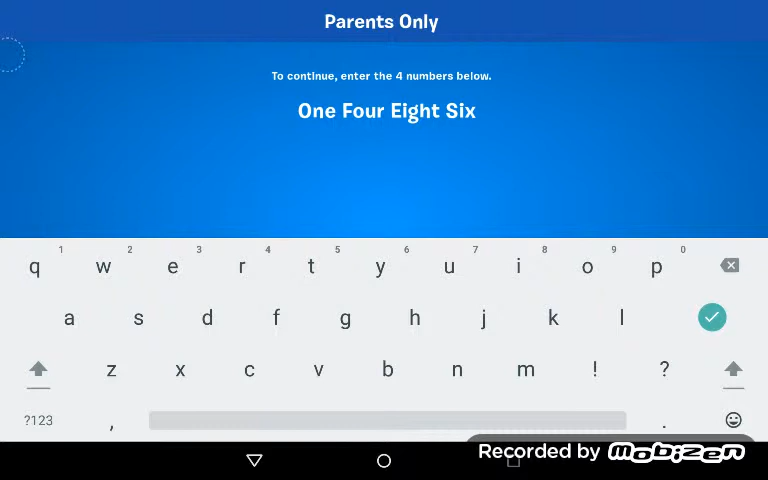 Parents Only
To continue, enter the 4 numbers below.
One Four Eight Six
1 2 3 4 5 6 7 8 9 0
q w e r t y u i o p
a s d f g h j k l
z x c v b n m ! ?
?123 , .
Recorded by mobizen